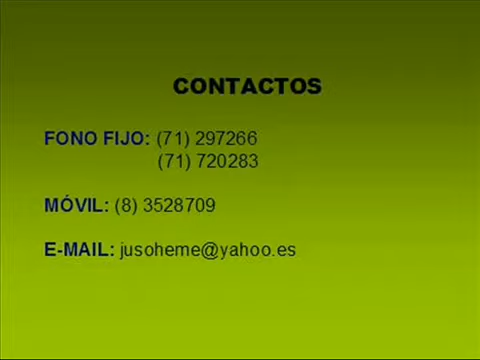 CONTACTOS
FONO FIJO: (71) 297266
(71) 720283
MÓVIL: (8) 3528709
E-MAIL: jusoheme@yahoo.es